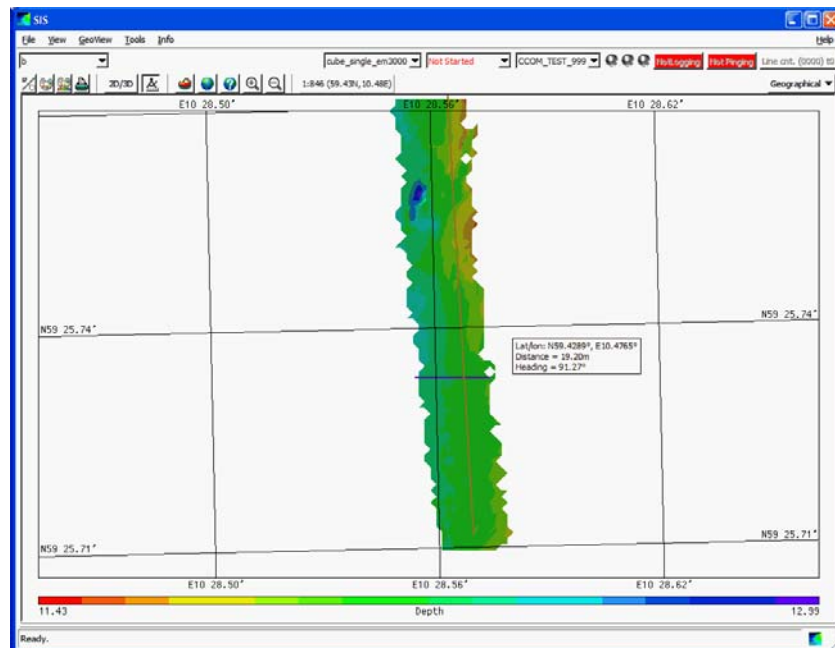 SIS
File View GeoView Tools Info Help
b cube_single_em3000 Not Started CCOM_TEST_999 Not Logging Not Pinging Line cnt. (0000)
2D/3D 1:846 (59.43N,10.48E) Geographical
E10 28.50' E10 28.56' E10 28.62'
N59 25.74' N59 25.74'
Lat/lon: N59.4289°, E10.4765°
Distance = 19.20m
Heading = 91.27°
N59 25.71' N59 25.71'
E10 28.50' E10 28.56' E10 28.62'
11.43 Depth 12.99
Ready.